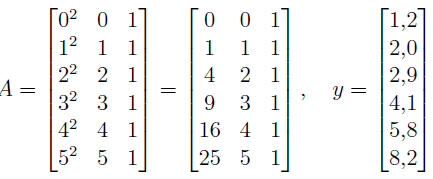 A = [0² 0 1; 1² 1 1; 2² 2 1; 3² 3 1; 4² 4 1; 5² 5 1] = [0 0 1; 1 1 1; 4 2 1; 9 3 1; 16 4 1; 25 5 1] , y = [1,2; 2,0; 2,9; 4,1; 5,8; 8,2]